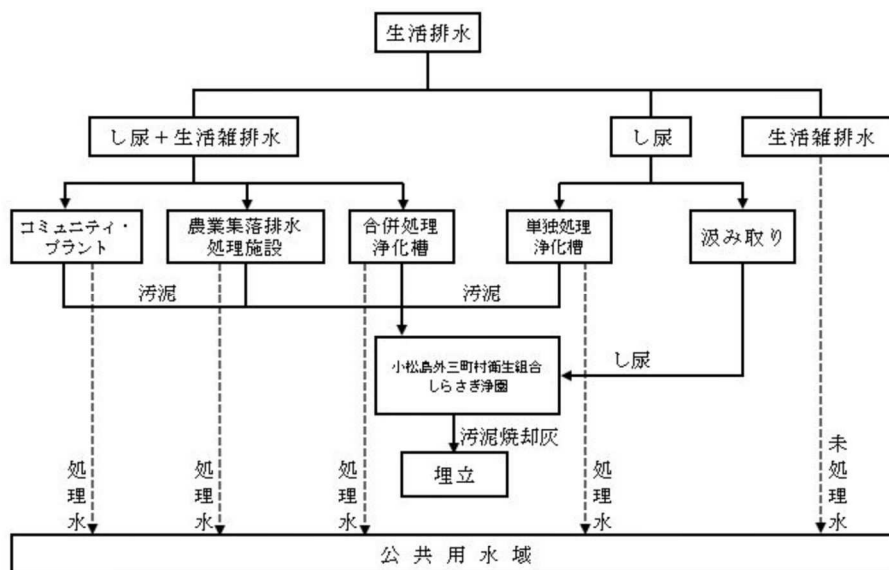 生活排水
し尿＋生活雑排水
し尿
生活雑排水
コミュニティ・
プラント
農業集落排水
処理施設
合併処理
浄化槽
単独処理
浄化槽
汲み取り
汚泥
汚泥
小松島外三町村衛生組合
しらさぎ浄園
し尿
汚泥焼却灰
埋立
処理水
処理水
処理水
処理水
未処理水
公共用水域